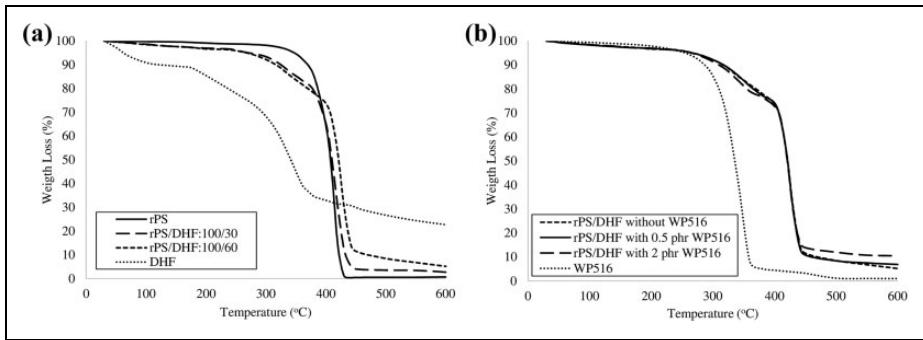 (a)
100
90
80
70
60
50
40
30
20
10
0
Weigth Loss (%)
rPS
rPS/DHF:100/30
rPS/DHF:100/60
DHF
0 100 200 300 400 500 600
Temperature (°C)
(b)
100
90
80
70
60
50
40
30
20
10
0
Weigth Loss (%)
rPS/DHF without WP516
rPS/DHF with 0.5 phr WP516
rPS/DHF with 2 phr WP516
WP516
0 100 200 300 400 500 600
Temperature (°C)